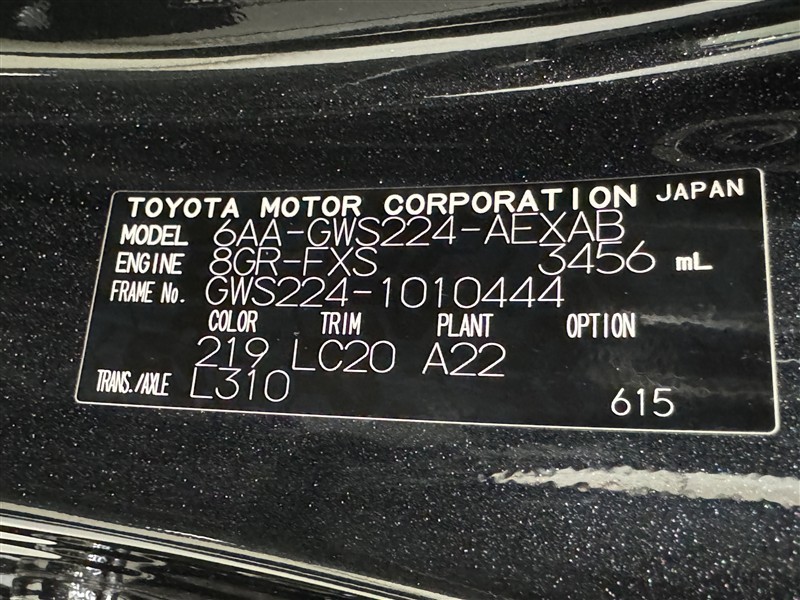 TOYOTA MOTOR CORPORATION JAPAN
MODEL 6AA-GWS224-AEXAB
ENGINE 8GR-FXS 3456 mL
FRAME No. GWS224-1010444
COLOR TRIM PLANT OPTION
219 LC20 A22
TRANS./AXLE L310
615